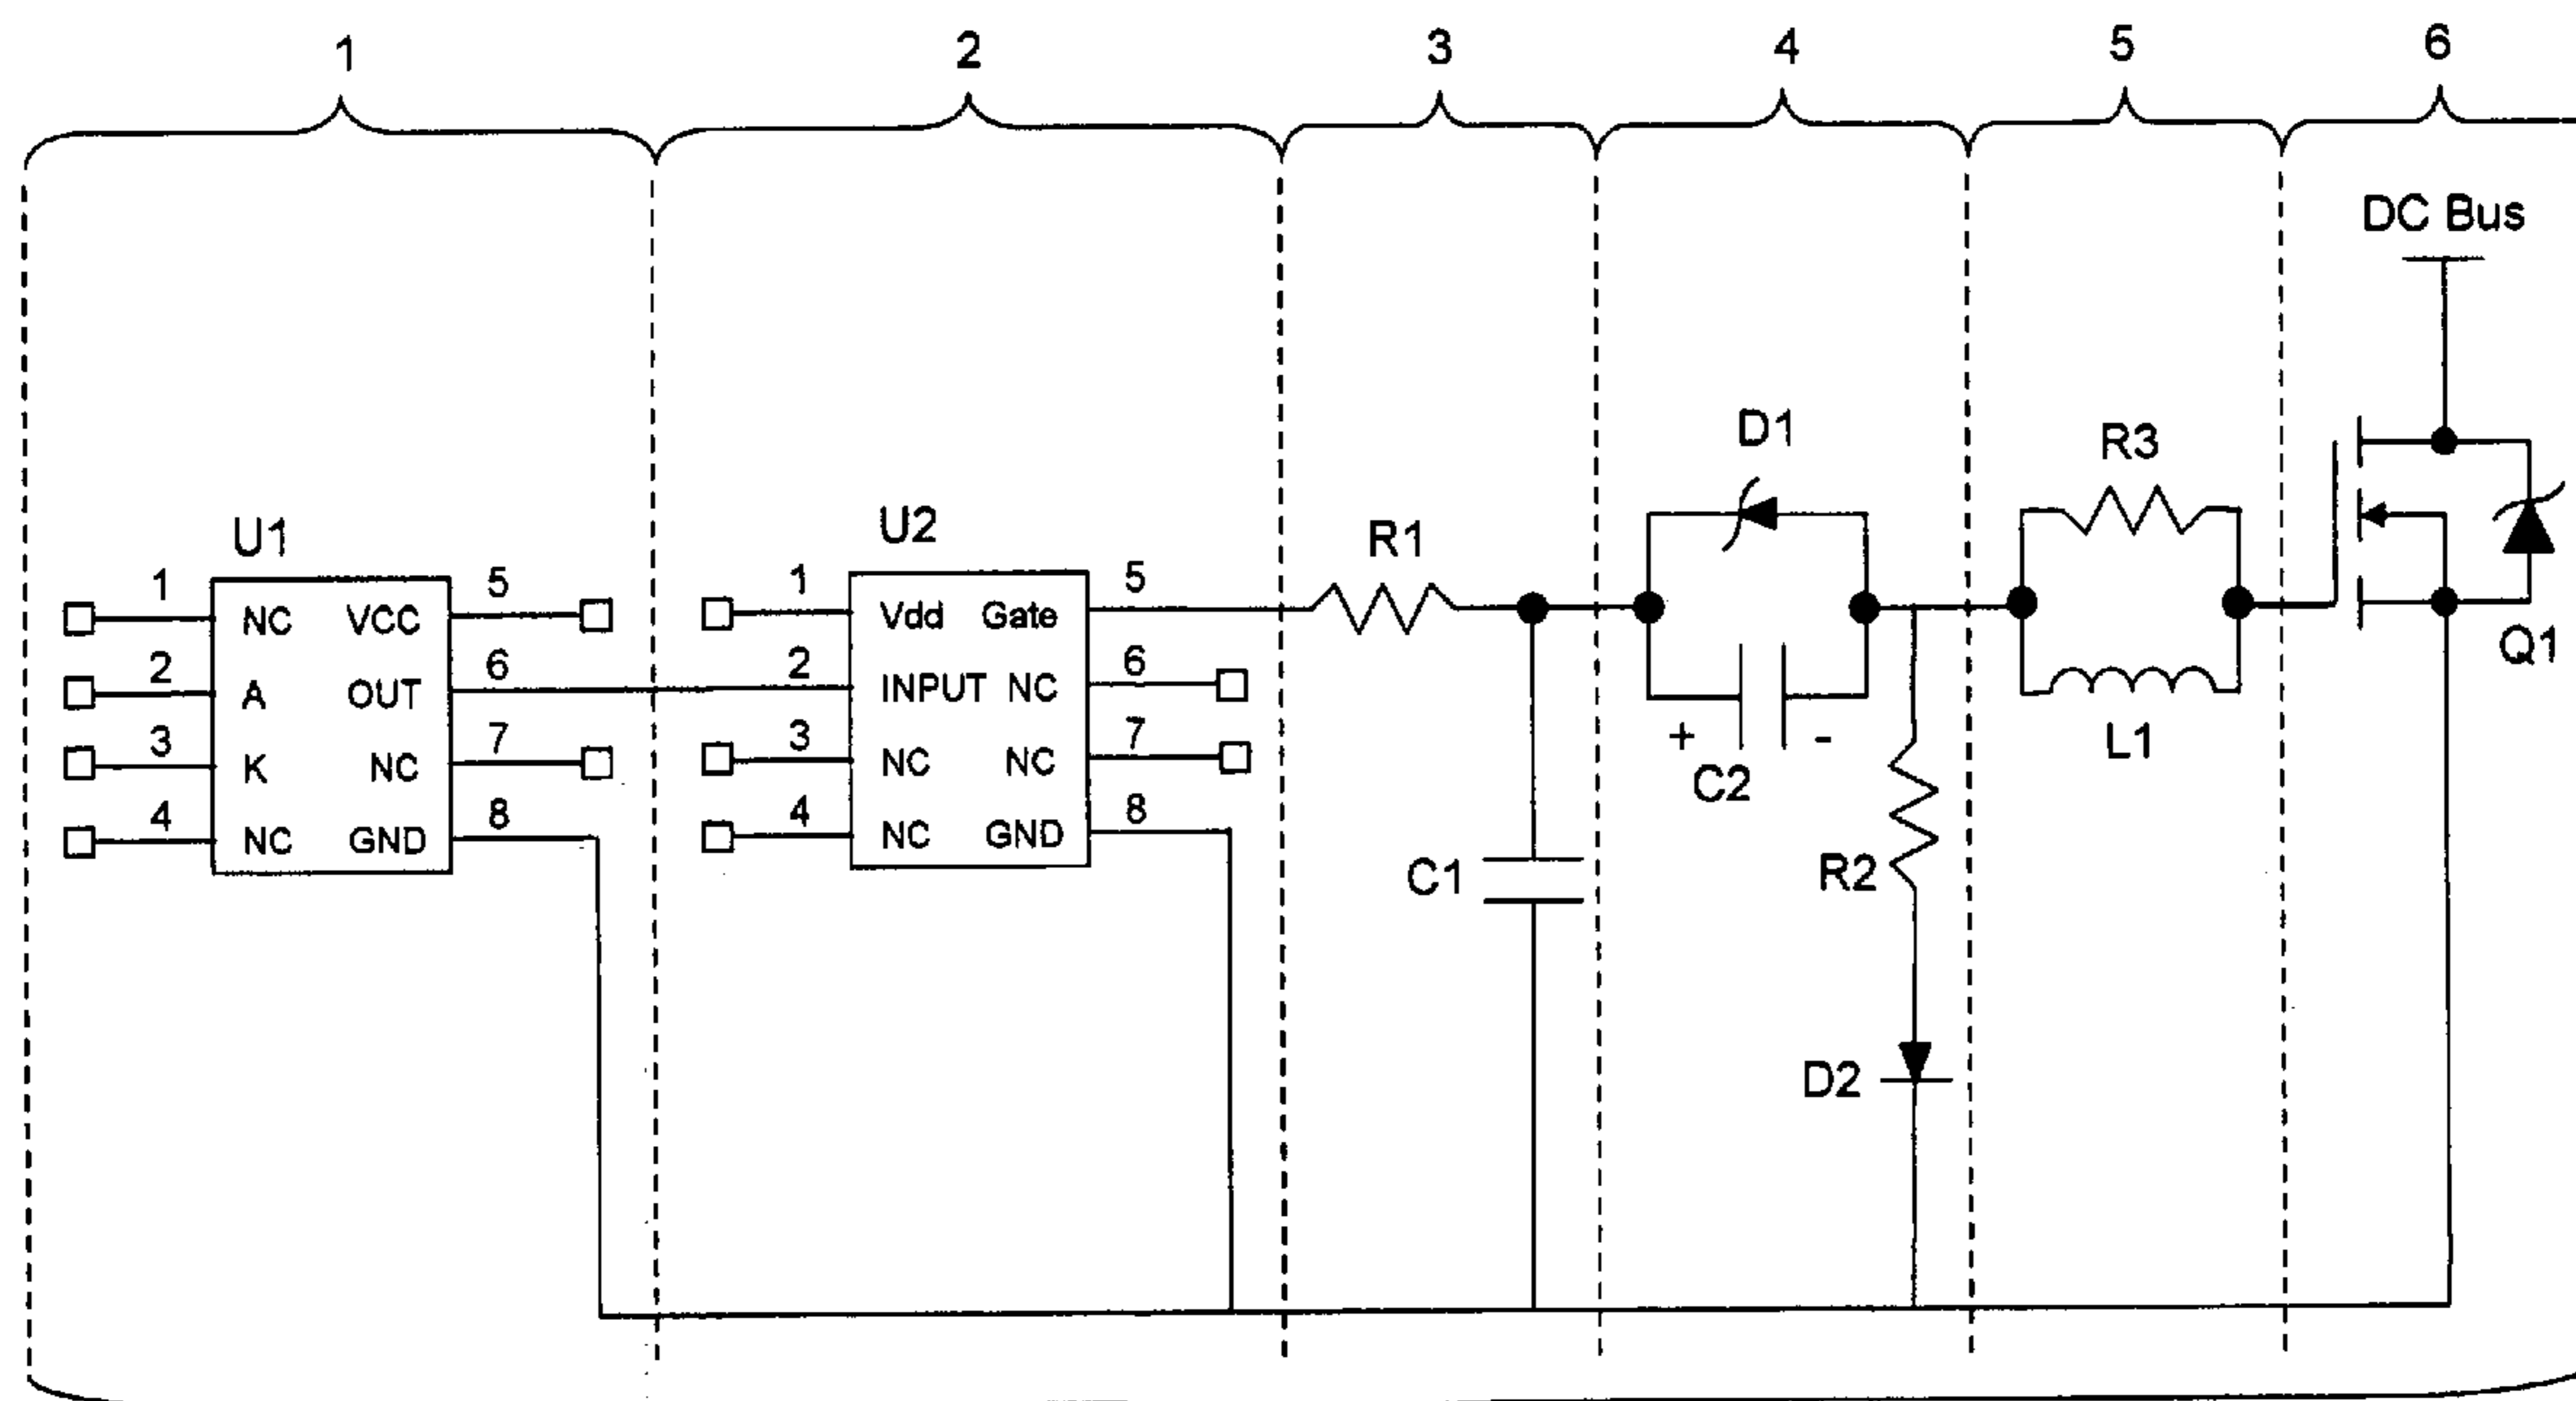 1 2 3 4 5 6
DC Bus
D1
R3
U1
U2
R1
Q1
1 NC VCC 5
2 A OUT 6
3 K NC 7
4 NC GND 8
1 Vdd Gate 5
2 INPUT NC 6
3 NC NC 7
4 NC GND 8
+ -
C2
L1
C1
R2
D2